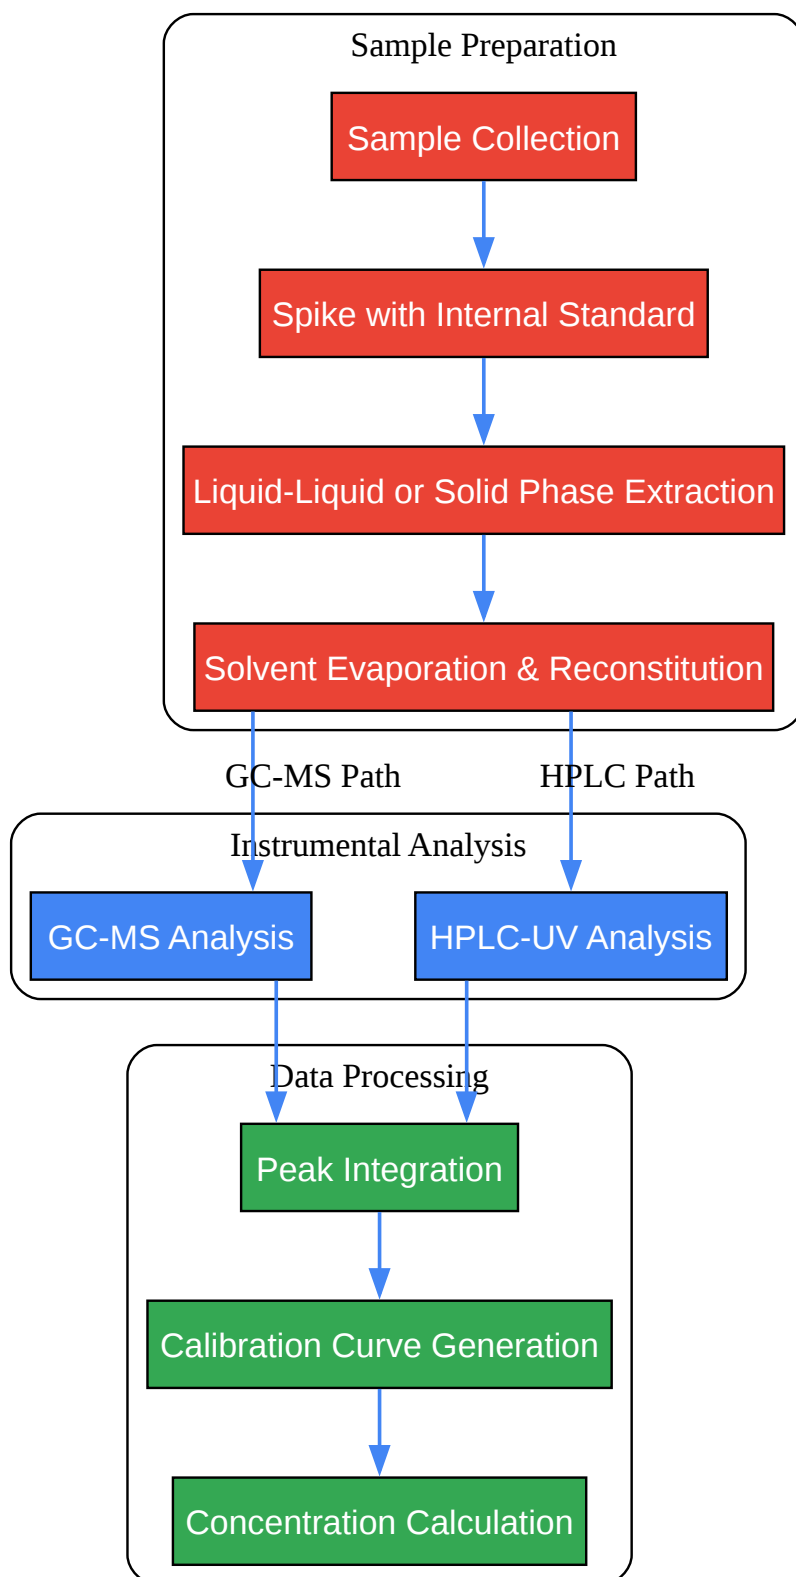 Sample Preparation
Sample Collection
Spike with Internal Standard
Liquid-Liquid or Solid Phase Extraction
Solvent Evaporation & Reconstitution
GC-MS Path
HPLC Path
Instrumental Analysis
GC-MS Analysis
HPLC-UV Analysis
Data Processing
Peak Integration
Calibration Curve Generation
Concentration Calculation